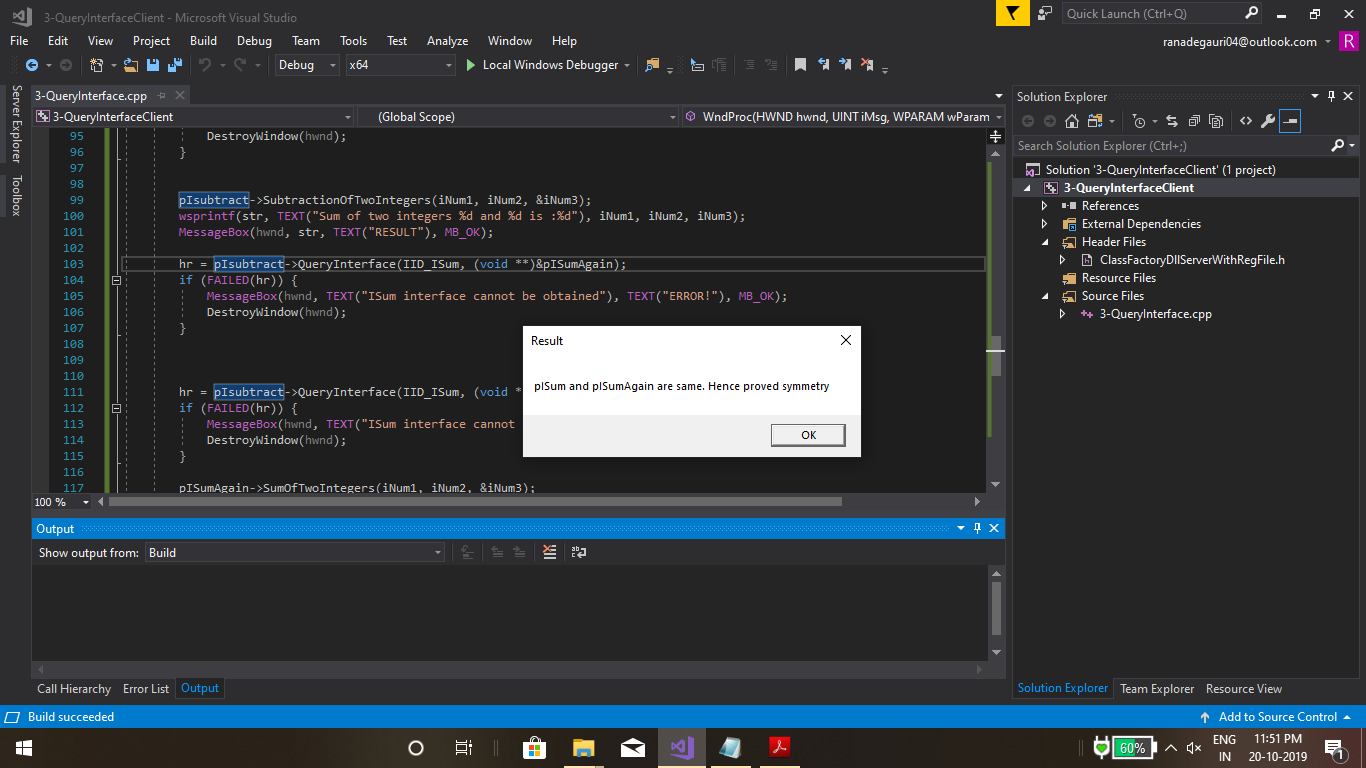 3-QueryInterfaceClient - Microsoft Visual Studio
Quick Launch (Ctrl+Q)
File Edit View Project Build Debug Team Tools Test Analyze Window Help
ranadegauri04@outlook.com R
Debug x64 Local Windows Debugger
Server Explorer
Toolbox
3-QueryInterface.cpp
3-QueryInterfaceClient (Global Scope) WndProc(HWND hwnd, UINT iMsg, WPARAM wParam
95 DestroyWindow(hwnd);
96 }
97
98
99 pIsubtract->SubtractionOfTwoIntegers(iNum1, iNum2, &iNum3);
100 wsprintf(str, TEXT("Sum of two integers %d and %d is :%d"), iNum1, iNum2, iNum3);
101 MessageBox(hwnd, str, TEXT("RESULT"), MB_OK);
102
103 hr = pIsubtract->QueryInterface(IID_ISum, (void **)&pISumAgain);
104 if (FAILED(hr)) {
105 MessageBox(hwnd, TEXT("ISum interface cannot be obtained"), TEXT("ERROR!"), MB_OK);
106 DestroyWindow(hwnd);
107 }
108
109
110
111 hr = pIsubtract->QueryInterface(IID_ISum, (void *
112 if (FAILED(hr)) {
113 MessageBox(hwnd, TEXT("ISum interface cannot
114 DestroyWindow(hwnd);
115 }
116
117 pISumAgain->SumOfTwoIntegers(iNum1, iNum2, &iNum3);
100 %
Result
pISum and pISumAgain are same. Hence proved symmetry
OK
Output
Show output from: Build
Call Hierarchy Error List Output
Solution Explorer
Search Solution Explorer (Ctrl+;)
Solution '3-QueryInterfaceClient' (1 project)
3-QueryInterfaceClient
References
External Dependencies
Header Files
ClassFactoryDllServerWithRegFile.h
Resource Files
Source Files
3-QueryInterface.cpp
Solution Explorer Team Explorer Resource View
Build succeeded
Add to Source Control
60%
ENG
IN
11:51 PM
20-10-2019
1